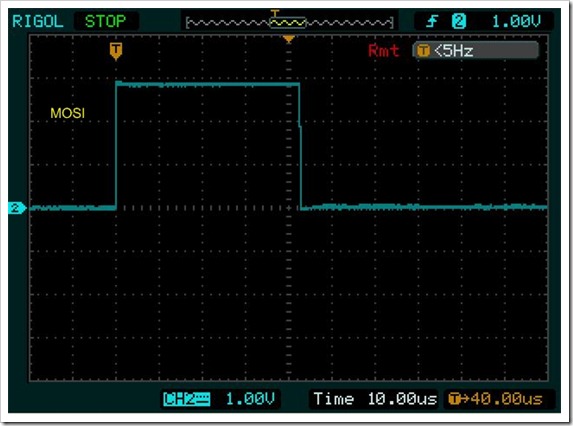 RIGOL STOP T f 2 1.00V
T Rmt T <5Hz
MOSI
2
CH2 1.00V Time 10.00us T→40.00us